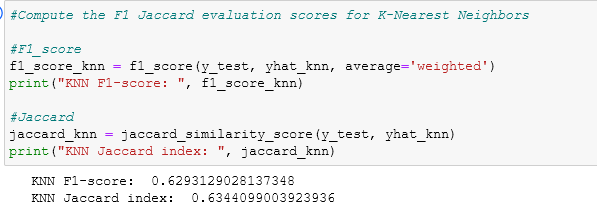 #Compute the F1 Jaccard evaluation scores for K-Nearest Neighbors
#F1_score
f1_score_knn = f1_score(y_test, yhat_knn, average='weighted')
print("KNN F1-score: ", f1_score_knn)
#Jaccard
jaccard_knn = jaccard_similarity_score(y_test, yhat_knn)
print("KNN Jaccard index: ", jaccard_knn)
KNN F1-score:  0.6293129028137348
KNN Jaccard index:  0.6344099003923936